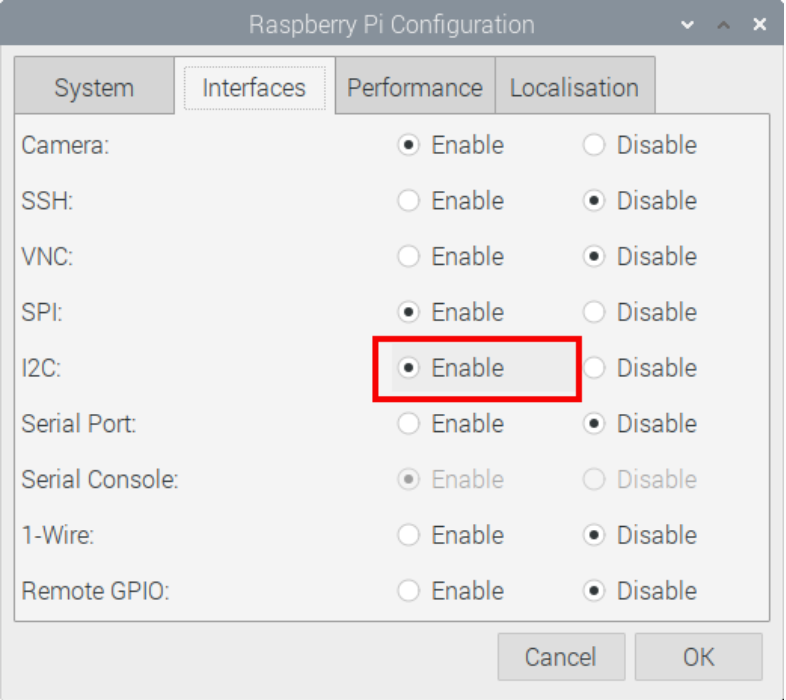 Raspberry Pi Configuration
System Interfaces Performance Localisation
Camera: Enable Disable
SSH: Enable Disable
VNC: Enable Disable
SPI: Enable Disable
I2C: Enable Disable
Serial Port: Enable Disable
Serial Console: Enable Disable
1-Wire: Enable Disable
Remote GPIO: Enable Disable
Cancel OK